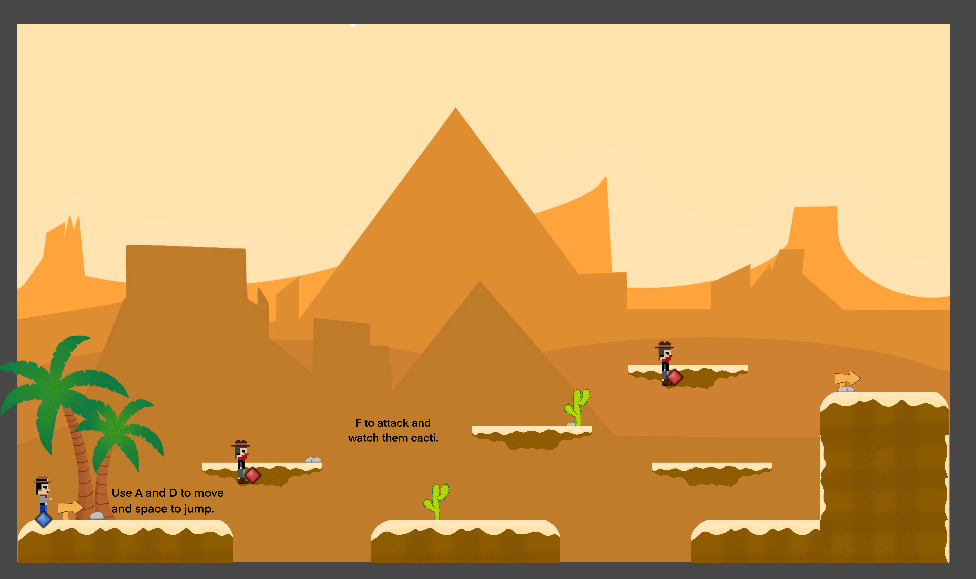 F to attack and
watch them cacti.
Use A and D to move
and space to jump.